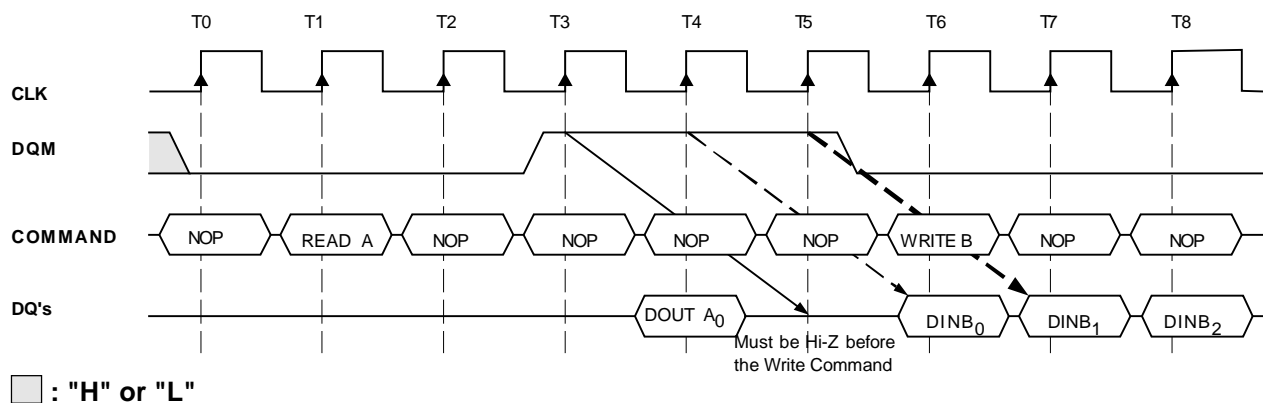 T0 T1 T2 T3 T4 T5 T6 T7 T8
CLK
DQM
COMMAND NOP READ A NOP NOP NOP NOP WRITE B NOP NOP
DQ's DOUT A0 DINB0 DINB1 DINB2
Must be Hi-Z before
the Write Command
: "H" or "L"